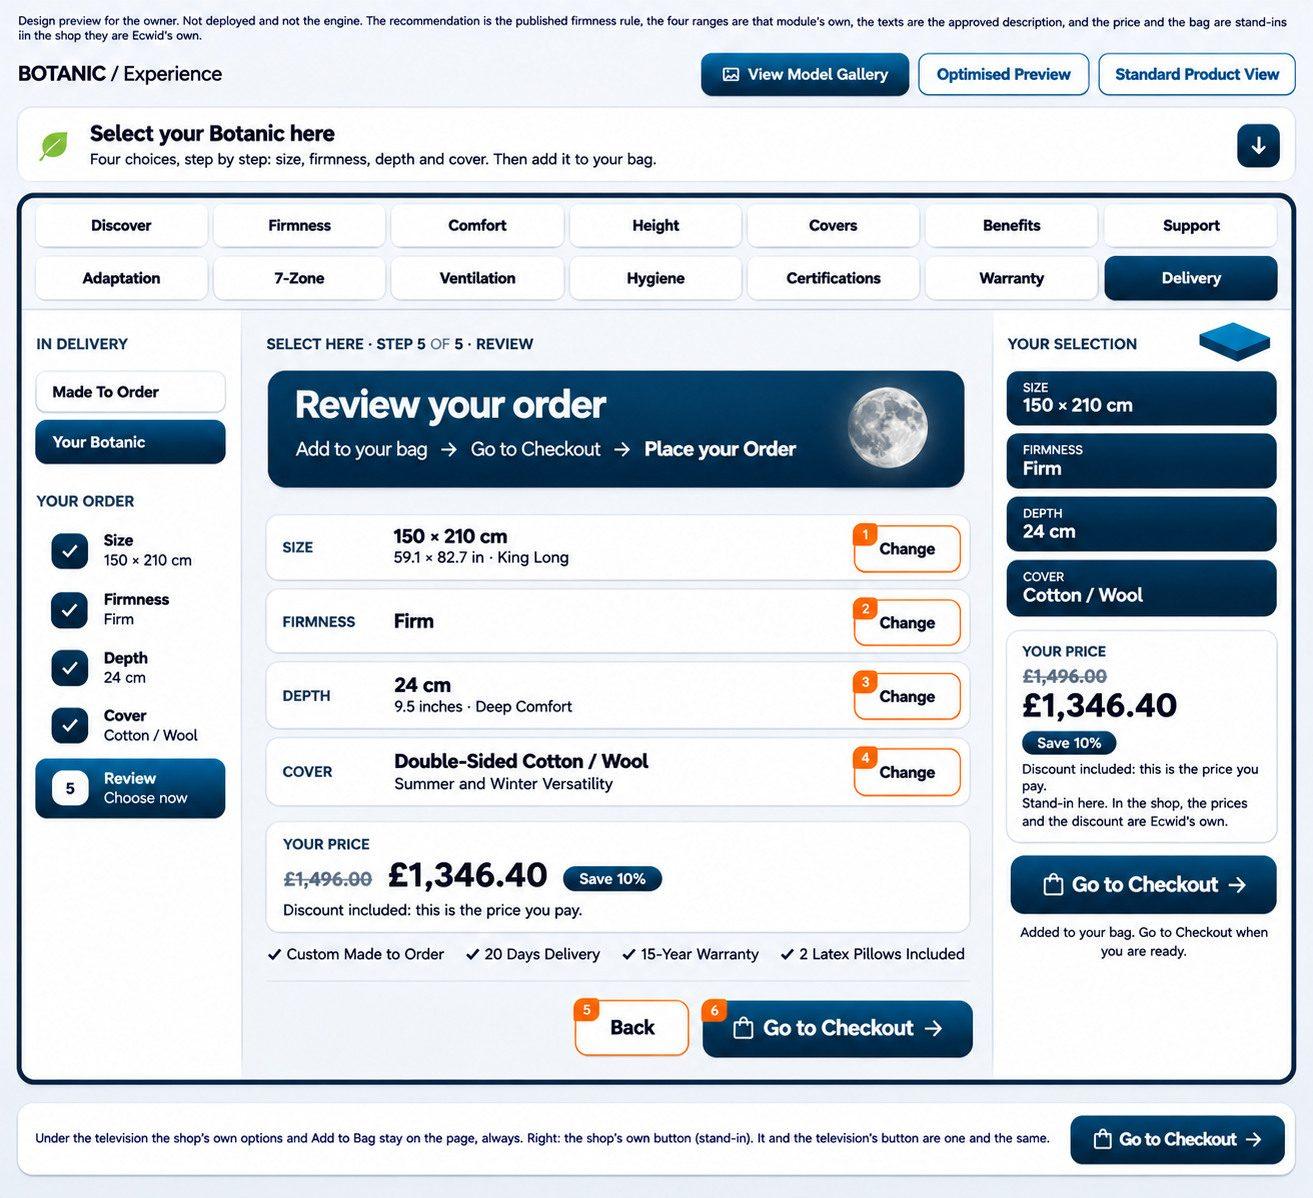 Design preview for the owner. Not deployed and not the engine. The recommendation is the published firmness rule, the four ranges are that module's own, the texts are the approved description, and the price and the bag are stand-ins
iin the shop they are Ecwid's own.
BOTANIC / Experience
View Model Gallery
Optimised Preview
Standard Product View
Select your Botanic here
Four choices, step by step: size, firmness, depth and cover. Then add it to your bag.
Discover
Firmness
Comfort
Height
Covers
Benefits
Support
Adaptation
7-Zone
Ventilation
Hygiene
Certifications
Warranty
Delivery
IN DELIVERY
Made To Order
Your Botanic
YOUR ORDER
Size
150 × 210 cm
Firmness
Firm
Depth
24 cm
Cover
Cotton / Wool
5
Review
Choose now
SELECT HERE · STEP 5 OF 5 · REVIEW
Review your order
Add to your bag → Go to Checkout → Place your Order
SIZE
150 × 210 cm
59.1 × 82.7 in · King Long
1
Change
FIRMNESS
Firm
2
Change
DEPTH
24 cm
9.5 inches · Deep Comfort
3
Change
COVER
Double-Sided Cotton / Wool
Summer and Winter Versatility
4
Change
YOUR PRICE
£1,496.00 £1,346.40 Save 10%
Discount included: this is the price you pay.
✓ Custom Made to Order ✓ 20 Days Delivery ✓ 15-Year Warranty ✓ 2 Latex Pillows Included
5
Back
6
Go to Checkout →
YOUR SELECTION
SIZE
150 × 210 cm
FIRMNESS
Firm
DEPTH
24 cm
COVER
Cotton / Wool
YOUR PRICE
£1,496.00
£1,346.40
Save 10%
Discount included: this is the price you
pay.
Stand-in here. In the shop, the prices
and the discount are Ecwid's own.
Go to Checkout →
Added to your bag. Go to Checkout when
you are ready.
Under the television the shop's own options and Add to Bag stay on the page, always. Right: the shop's own button (stand-in). It and the television's button are one and the same.
Go to Checkout →